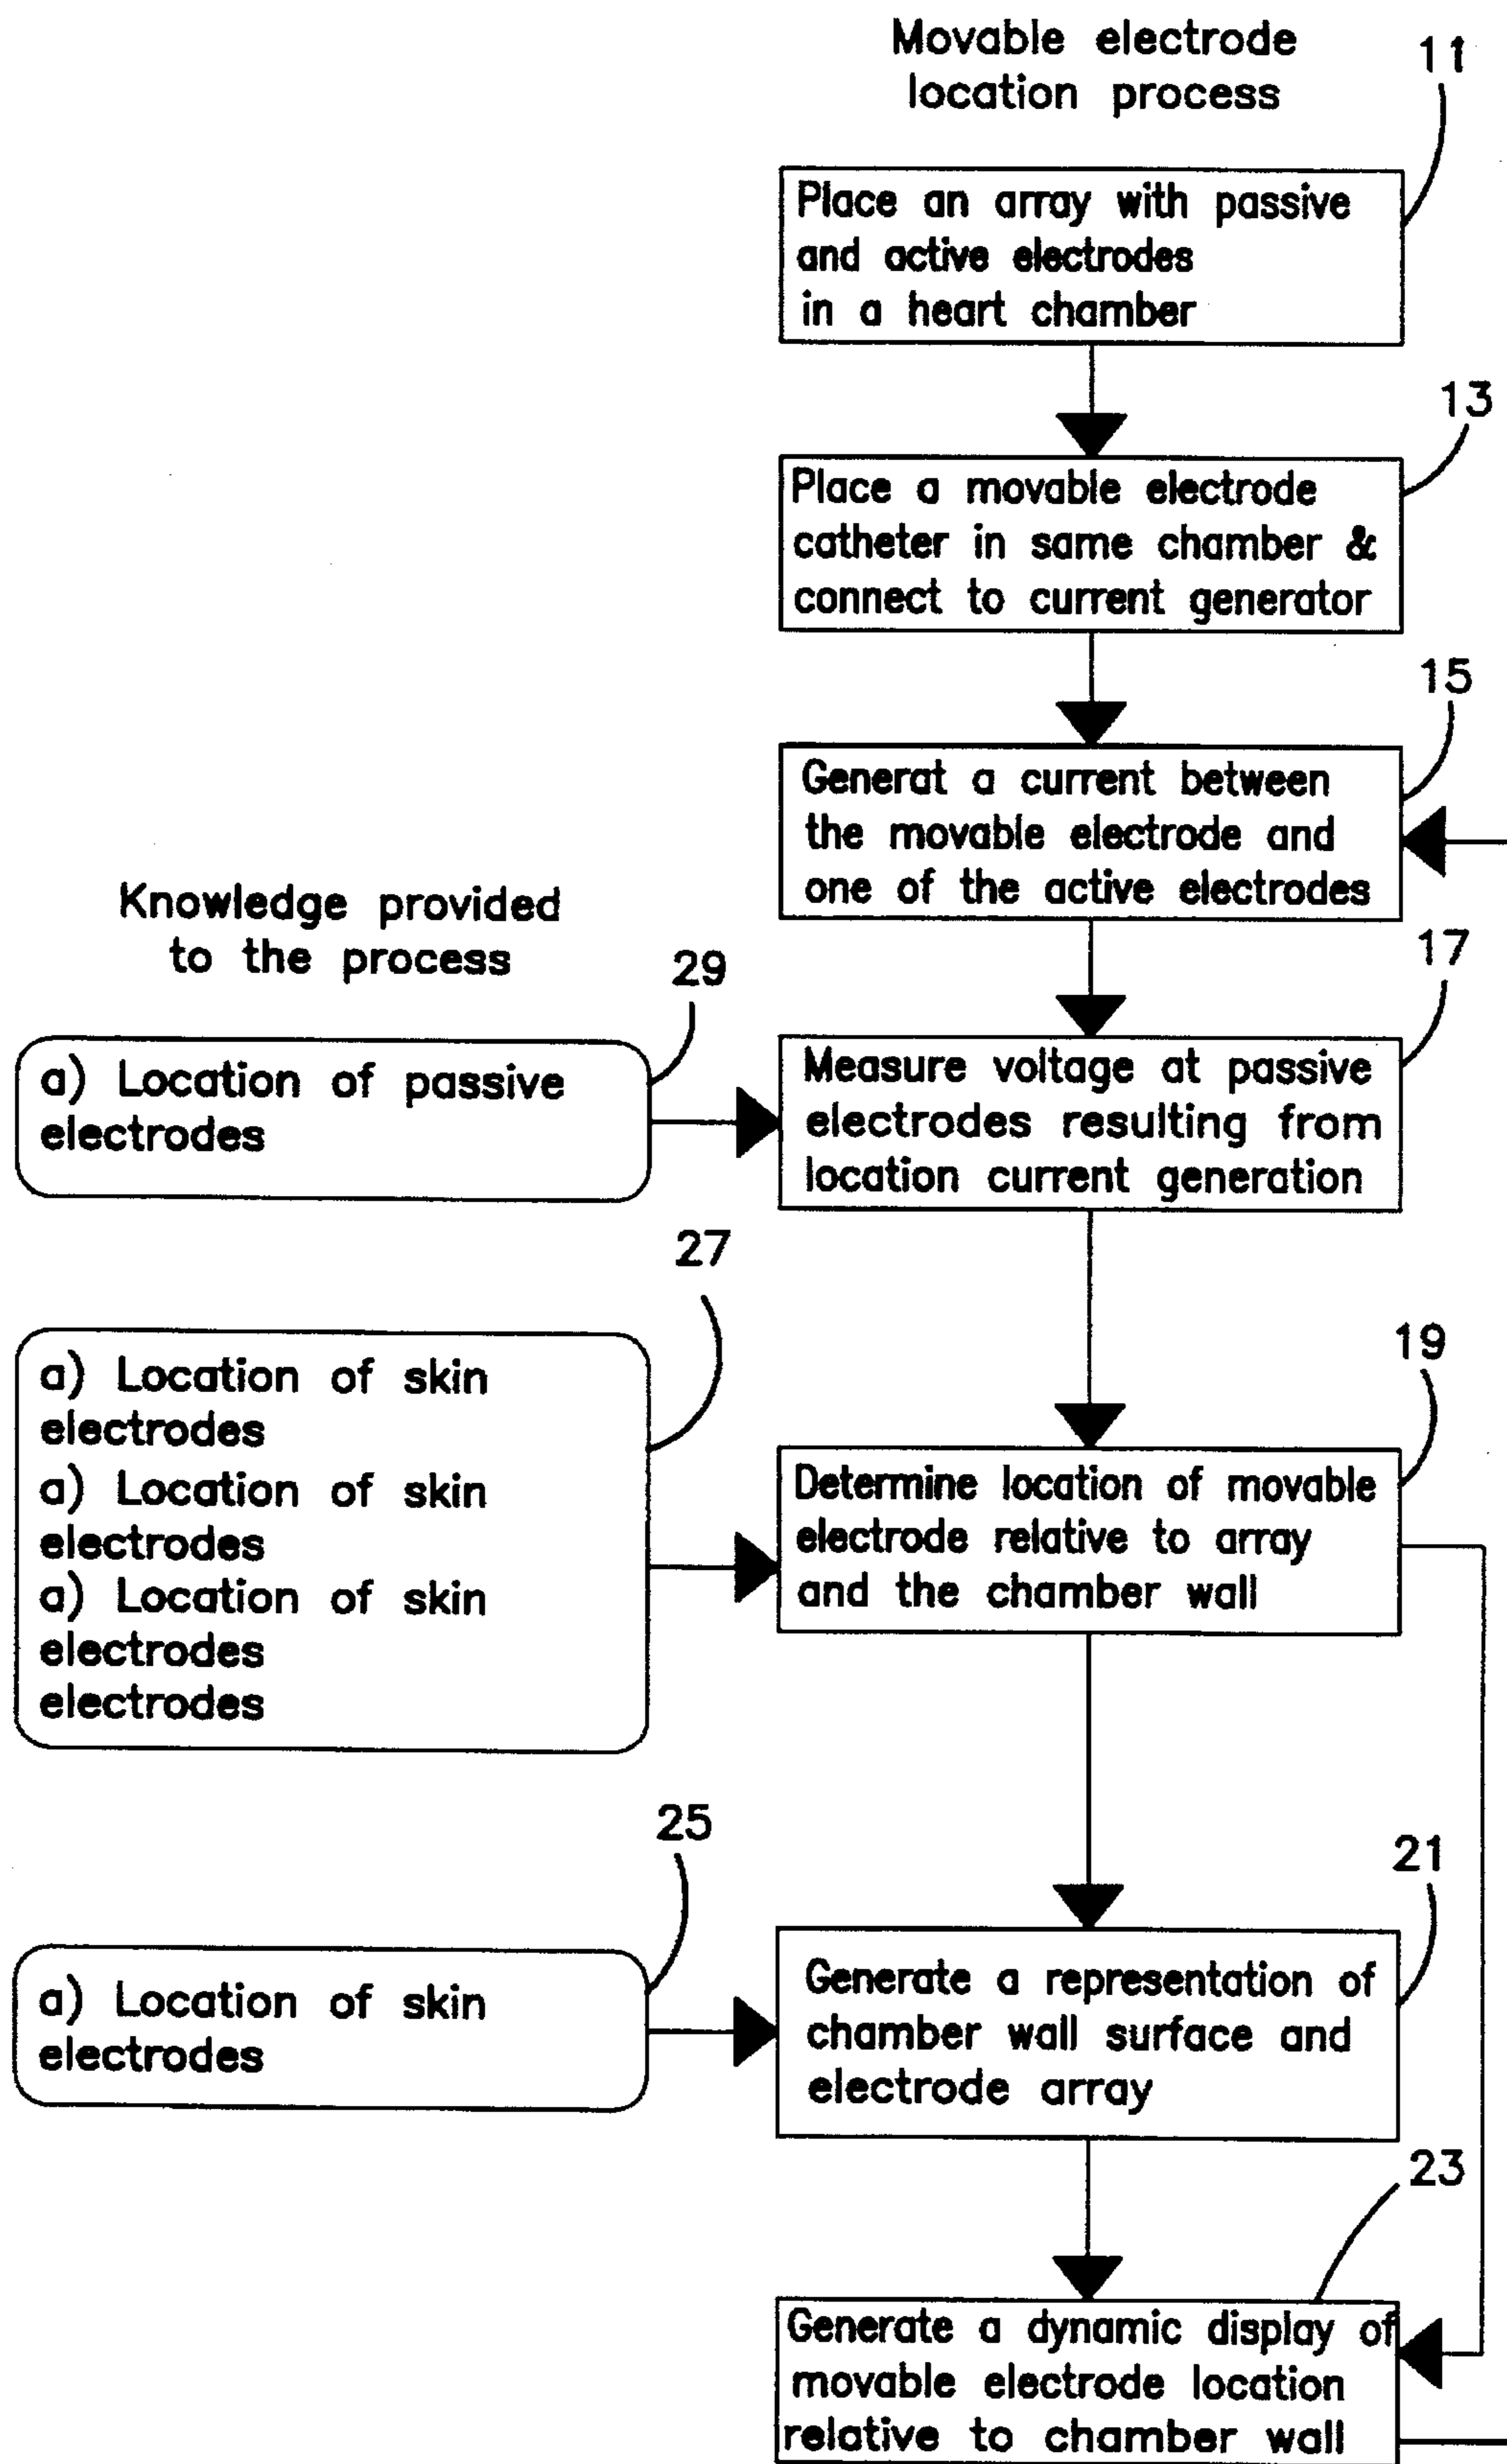 Movable electrode
location process
11
Place an array with passive
and active electrodes
in a heart chamber
13
Place a movable electrode
catheter in same chamber &
connect to current generator
15
Generat a current between
the movable electrode and
one of the active electrodes
Knowledge provided
to the process
29
a) Location of passive
electrodes
17
Measure voltage at passive
electrodes resulting from
location current generation
27
a) Location of skin
electrodes
a) Location of skin
electrodes
a) Location of skin
electrodes
electrodes
19
Determine location of movable
electrode relative to array
and the chamber wall
25
a) Location of skin
electrodes
21
Generate a representation of
chamber wall surface and
electrode array
23
Generate a dynamic display of
movable electrode location
relative to chamber wall